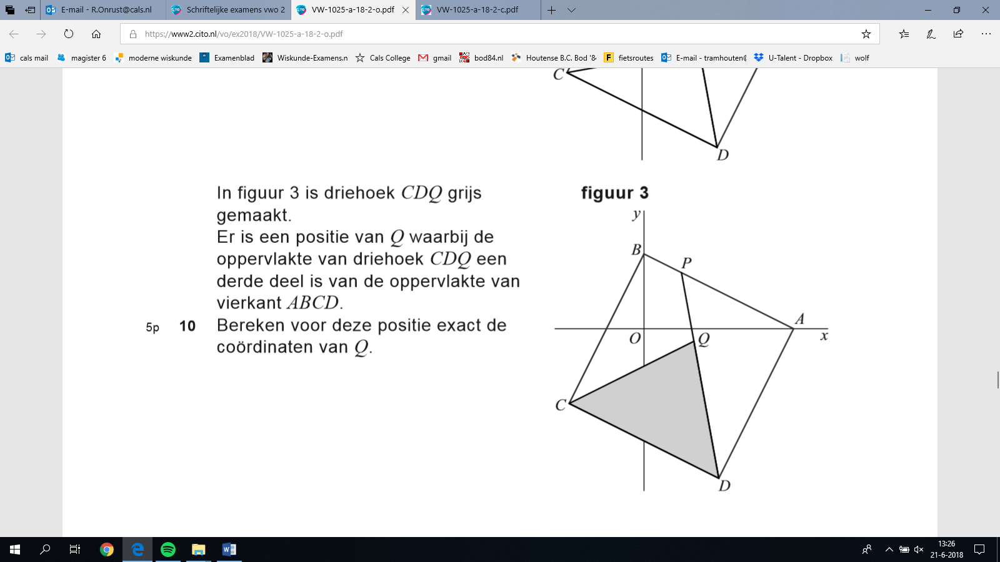 E-mail - R.Onrust@cals.nl
Schriftelijke examens vwo 2
VW-1025-a-18-2-o.pdf
VW-1025-a-18-2-c.pdf
https://www2.cito.nl/vo/ex2018/VW-1025-a-18-2-o.pdf
cals mail
magister 6
moderne wiskunde
Examenblad
Wiskunde-Examens.n
Cals College
gmail
bod84.nl
Houtense B.C. Bod '84
fietsroutes
E-mail - tramhouten@
U-Talent - Dropbox
wolf
C
D
In figuur 3 is driehoek CDQ grijs
gemaakt.
Er is een positie van Q waarbij de
oppervlakte van driehoek CDQ een
derde deel is van de oppervlakte van
vierkant ABCD.
5p 10 Bereken voor deze positie exact de
coördinaten van Q.
figuur 3
y
B
P
A
O
Q
x
C
D
13:26
21-6-2018